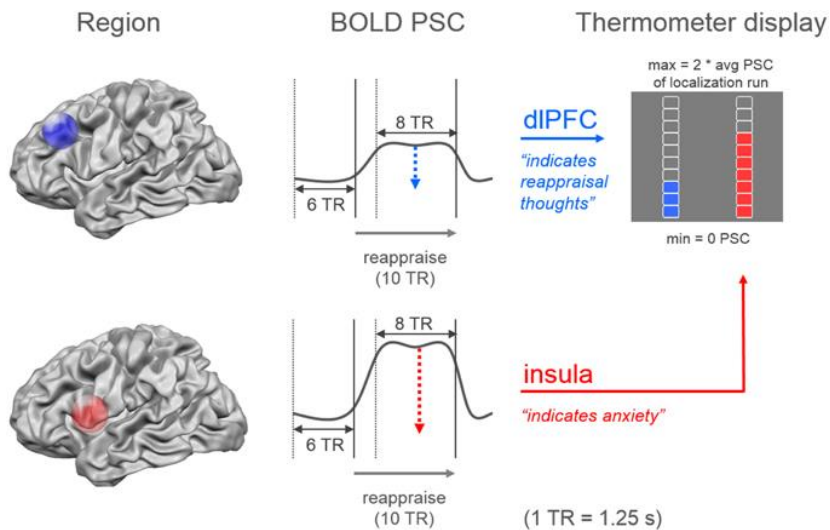 Region
BOLD PSC
Thermometer display
max = 2 * avg PSC
of localization run
8 TR
dlPFC
"indicates
reappraisal
thoughts"
6 TR
reappraise
(10 TR)
min = 0 PSC
8 TR
insula
"indicates anxiety"
6 TR
reappraise
(10 TR)
(1 TR = 1.25 s)